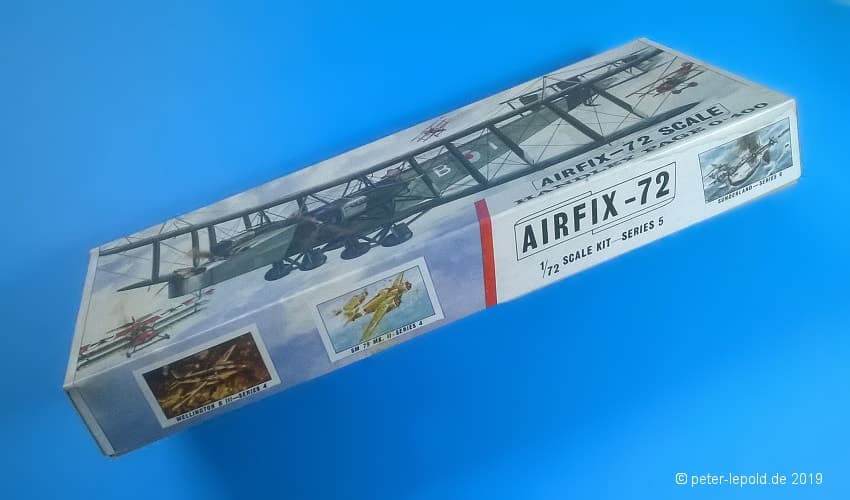 AIRFIX-72 SCALE
HANDLEY PAGE 0-400
B 1
AIRFIX-72
1/72 SCALE KIT—SERIES 5
SUNDERLAND—SERIES 6
SM 79 MK. II—SERIES 4
WELLINGTON B III—SERIES 4
© peter-lepold.de 2019